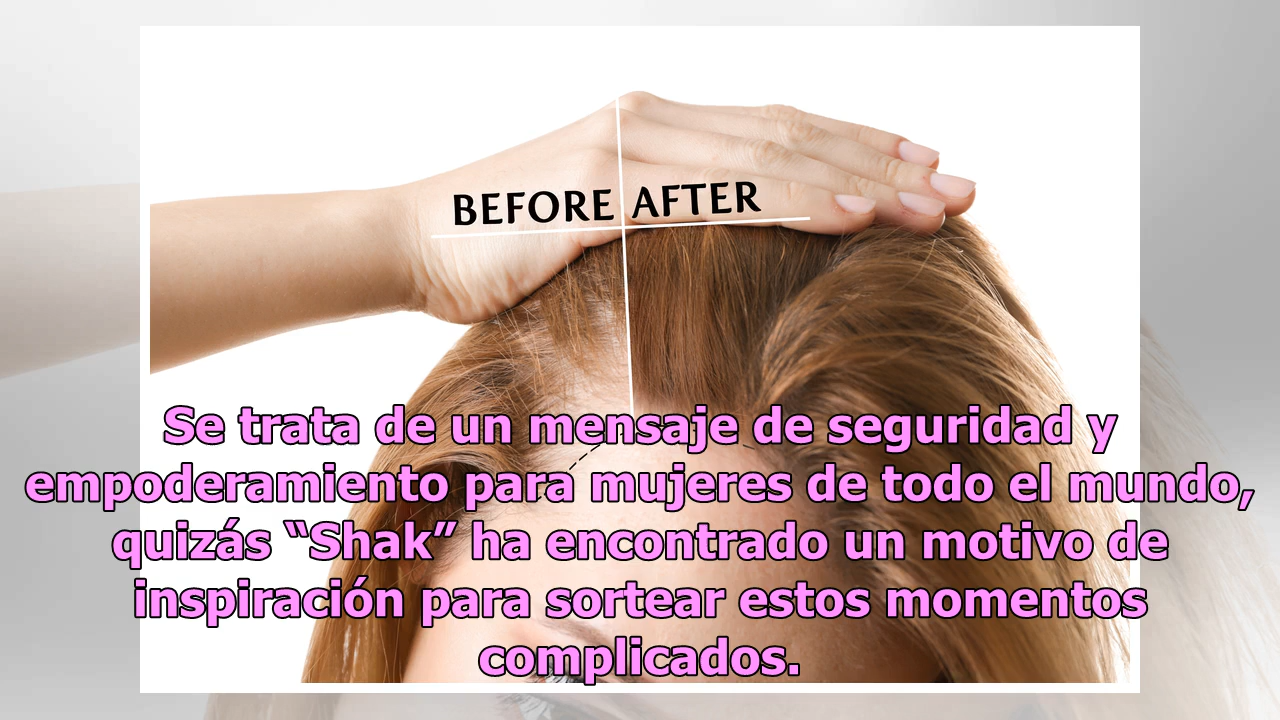 BEFORE AFTER
Se trata de un mensaje de seguridad y
empoderamiento para mujeres de todo el mundo,
quizás “Shak” ha encontrado un motivo de
inspiración para sortear estos momentos
complicados.